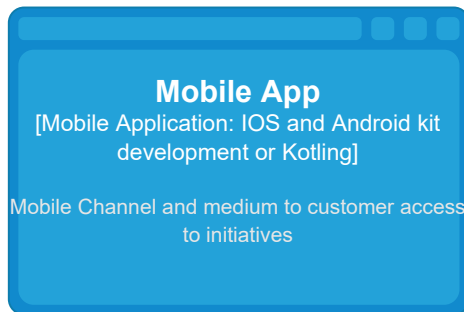 Mobile App
[Mobile Application: IOS and Android kit
development or Kotling]
Mobile Channel and medium to customer access
to initiatives